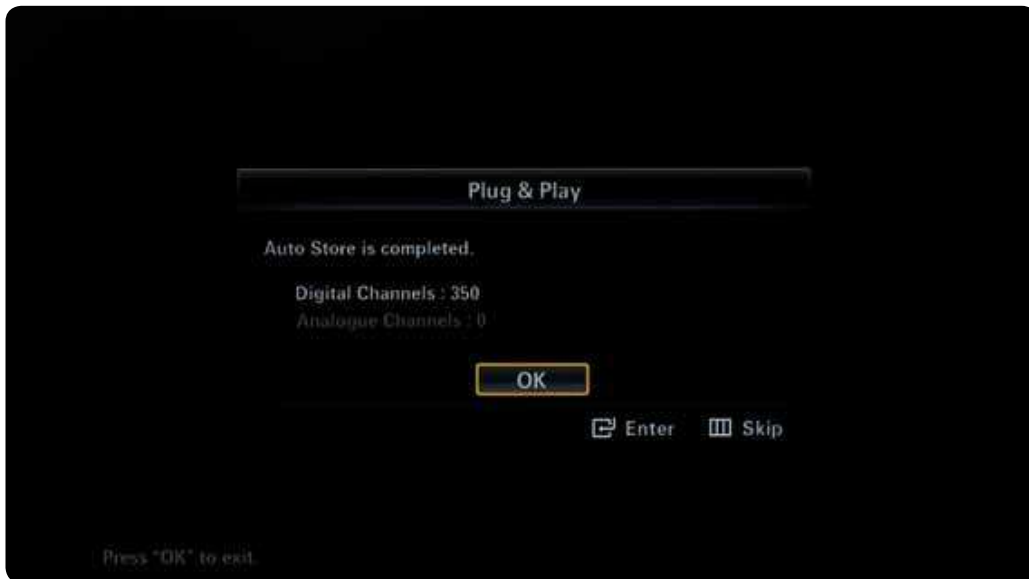 Plug & Play
Auto Store is completed.
Digital Channels : 350
Analogue Channels : 0
OK
Enter Skip
Press "OK" to exit.